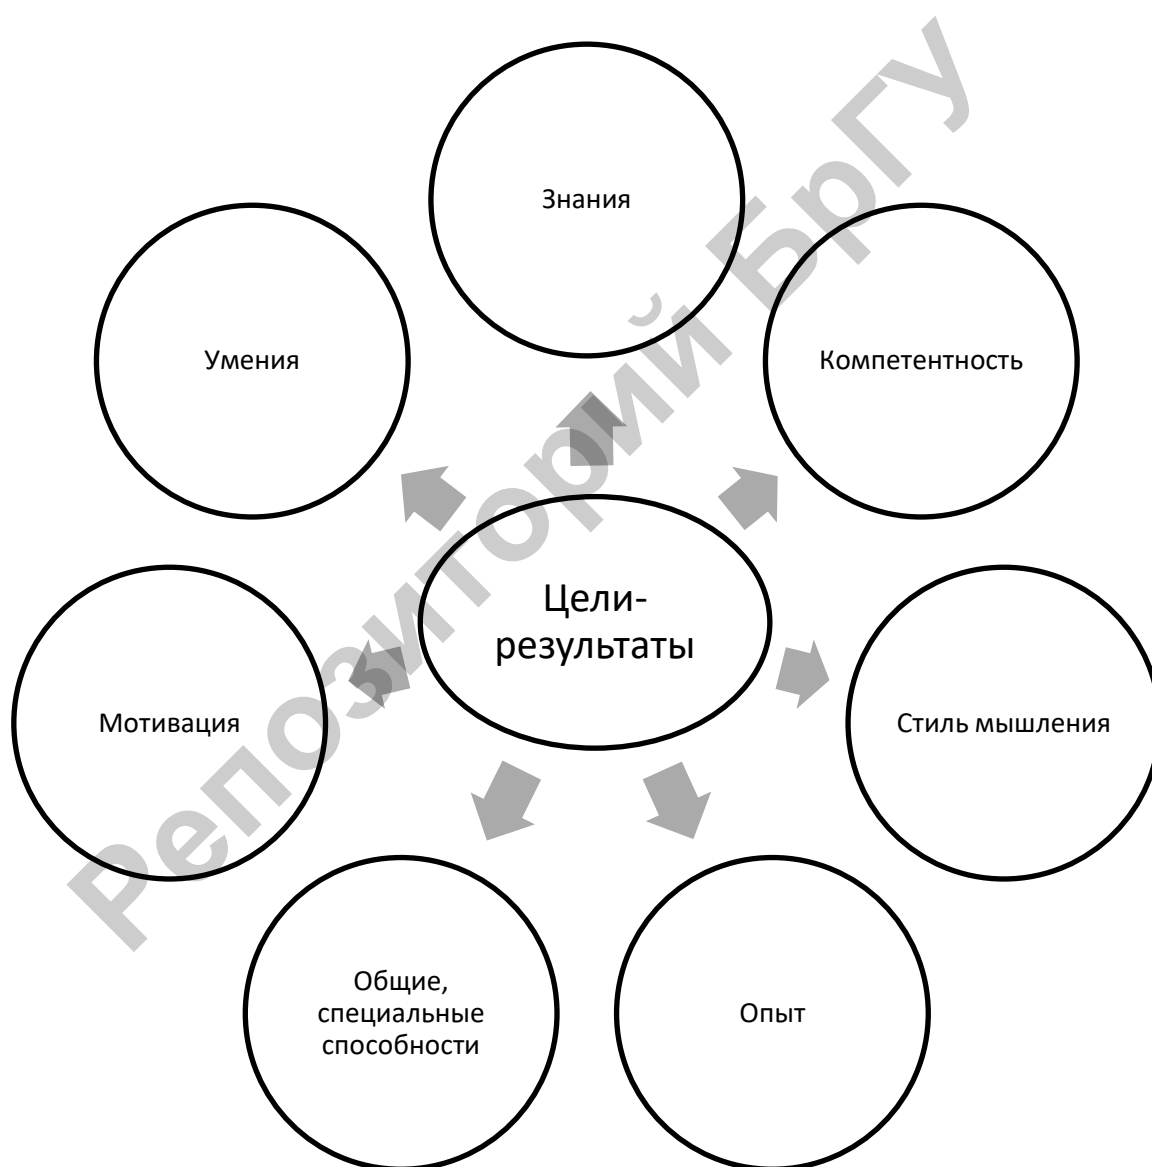 Знания
Умения
Компетентность
Цели-
результаты
Мотивация
Стиль мышления
Общие,
специальные
способности
Опыт
Репозиторий БрГУ